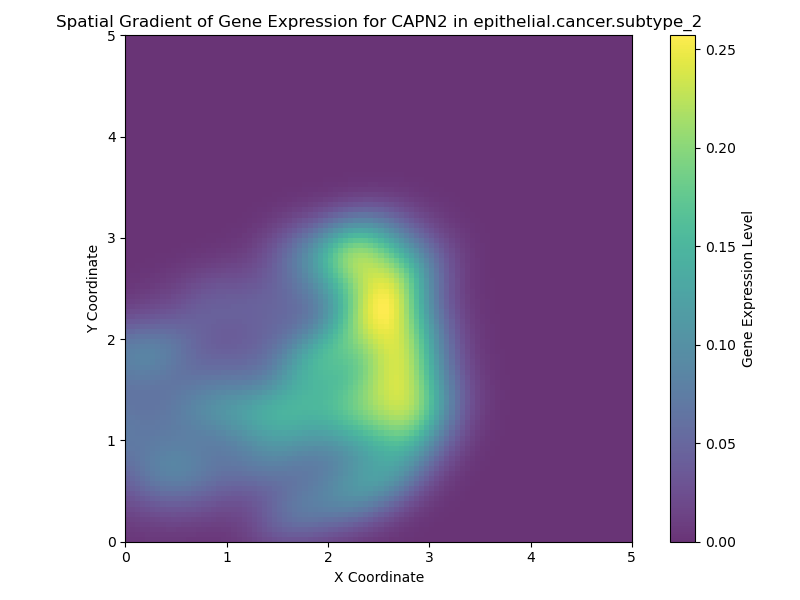 Spatial Gradient of Gene Expression for CAPN2 in epithelial.cancer.subtype_2
5
4
3
2
1
0
0 1 2 3 4 5
X Coordinate
Y Coordinate
0.25
0.20
0.15
0.10
0.05
0.00
Gene Expression Level